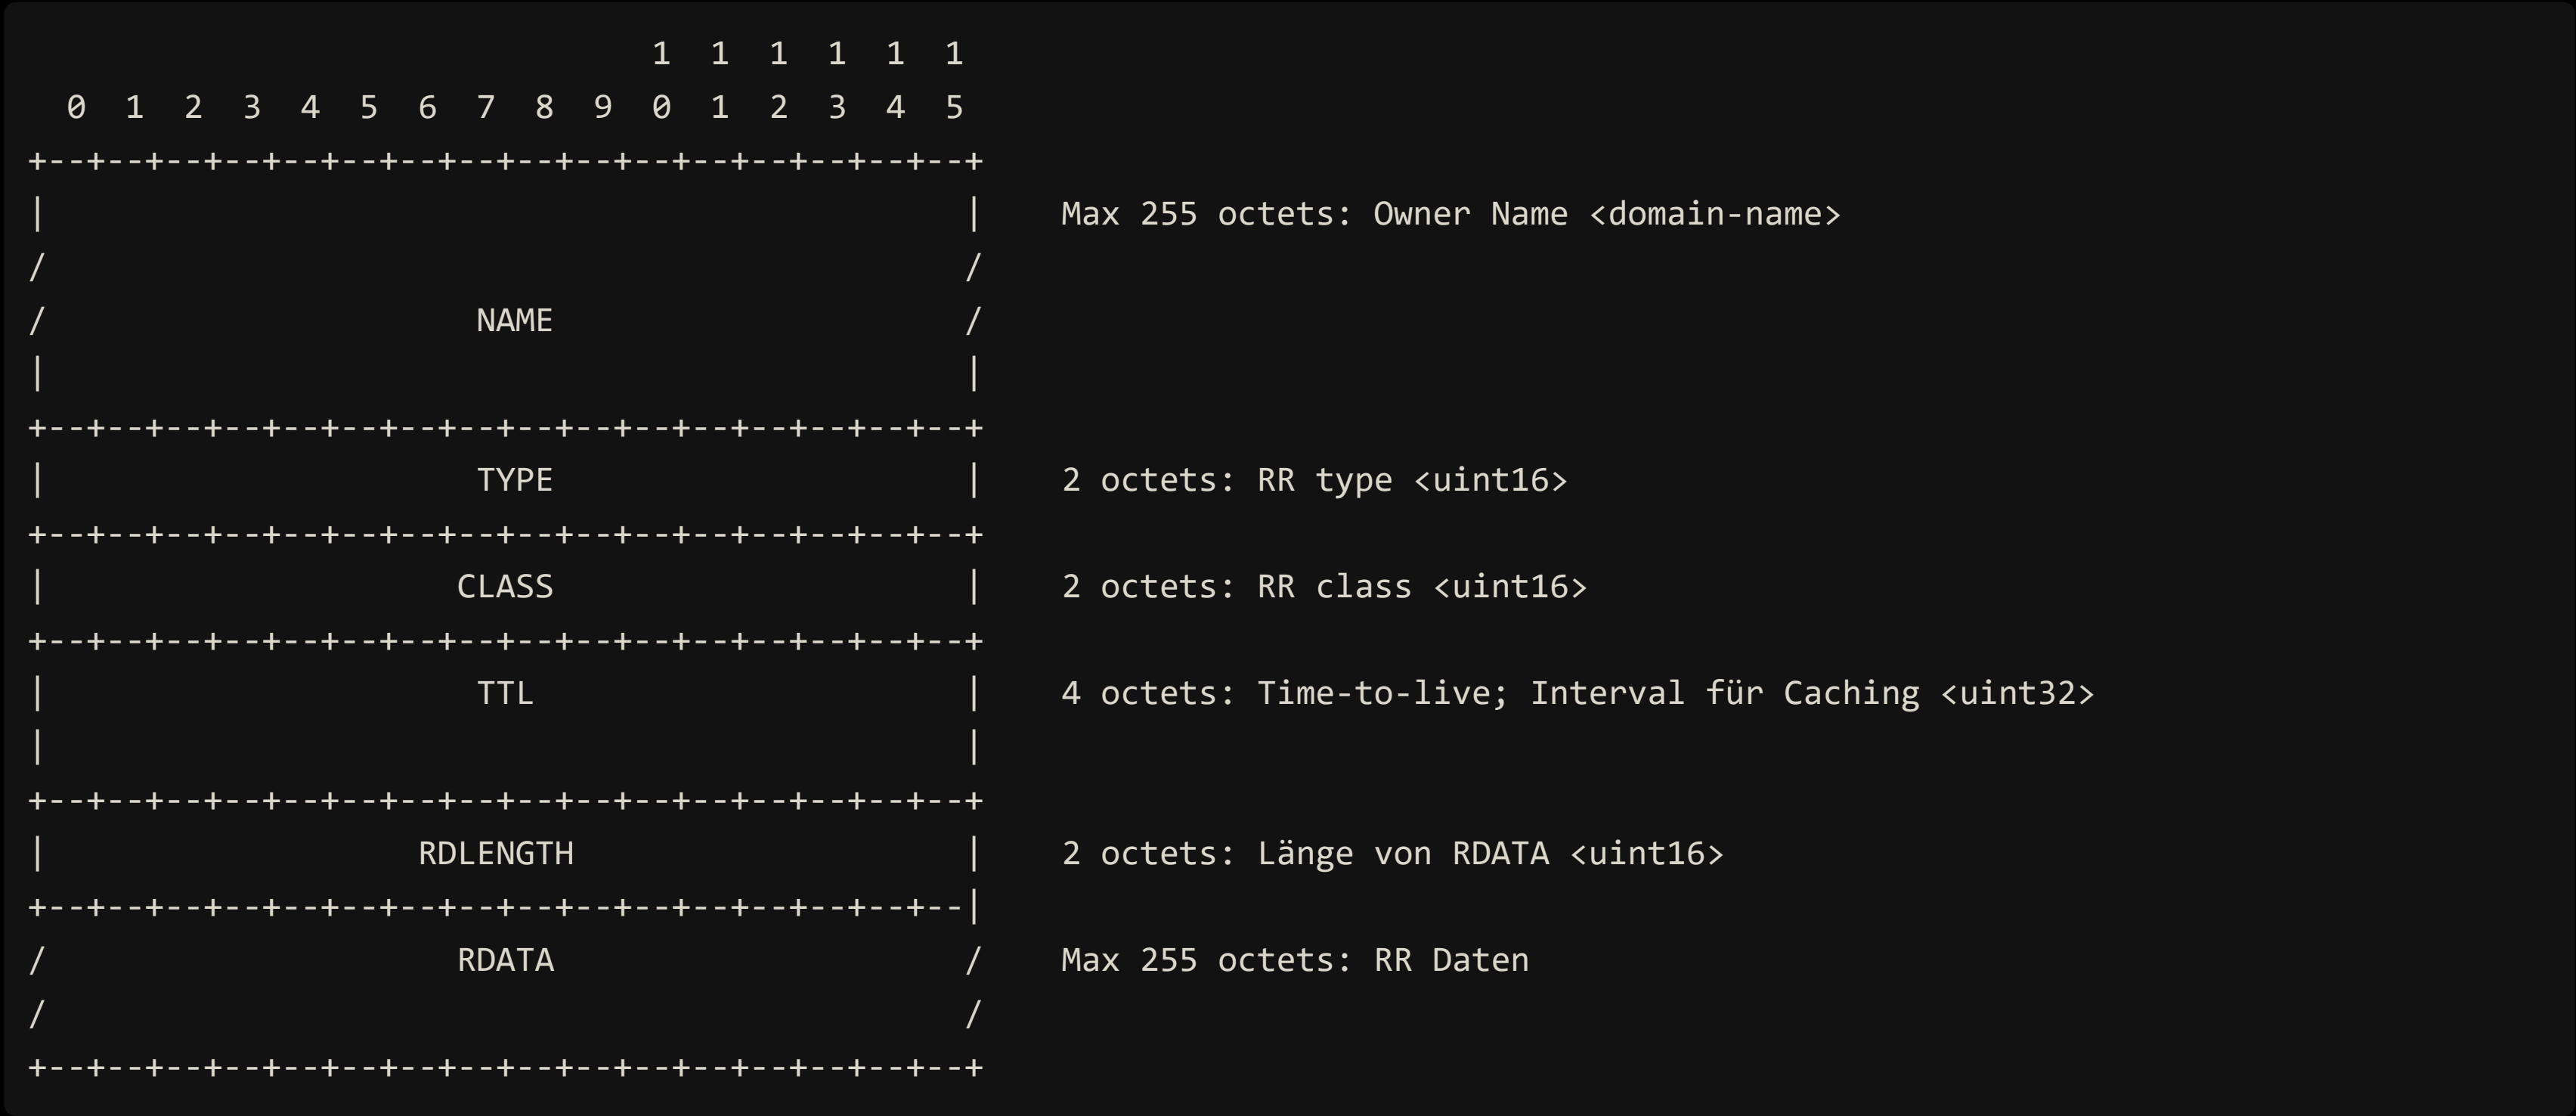 1  1  1  1  1  1
  0  1  2  3  4  5  6  7  8  9  0  1  2  3  4  5
+--+--+--+--+--+--+--+--+--+--+--+--+--+--+--+--+
|                                               |    Max 255 octets: Owner Name <domain-name>
/                                               /
/                      NAME                     /
|                                               |
+--+--+--+--+--+--+--+--+--+--+--+--+--+--+--+--+
|                      TYPE                     |    2 octets: RR type <uint16>
+--+--+--+--+--+--+--+--+--+--+--+--+--+--+--+--+
|                     CLASS                     |    2 octets: RR class <uint16>
+--+--+--+--+--+--+--+--+--+--+--+--+--+--+--+--+
|                      TTL                      |    4 octets: Time-to-live; Interval für Caching <uint32>
|                                               |
+--+--+--+--+--+--+--+--+--+--+--+--+--+--+--+--+
|                   RDLENGTH                    |    2 octets: Länge von RDATA <uint16>
+--+--+--+--+--+--+--+--+--+--+--+--+--+--+--+--|
/                     RDATA                     /    Max 255 octets: RR Daten
/                                               /
+--+--+--+--+--+--+--+--+--+--+--+--+--+--+--+--+